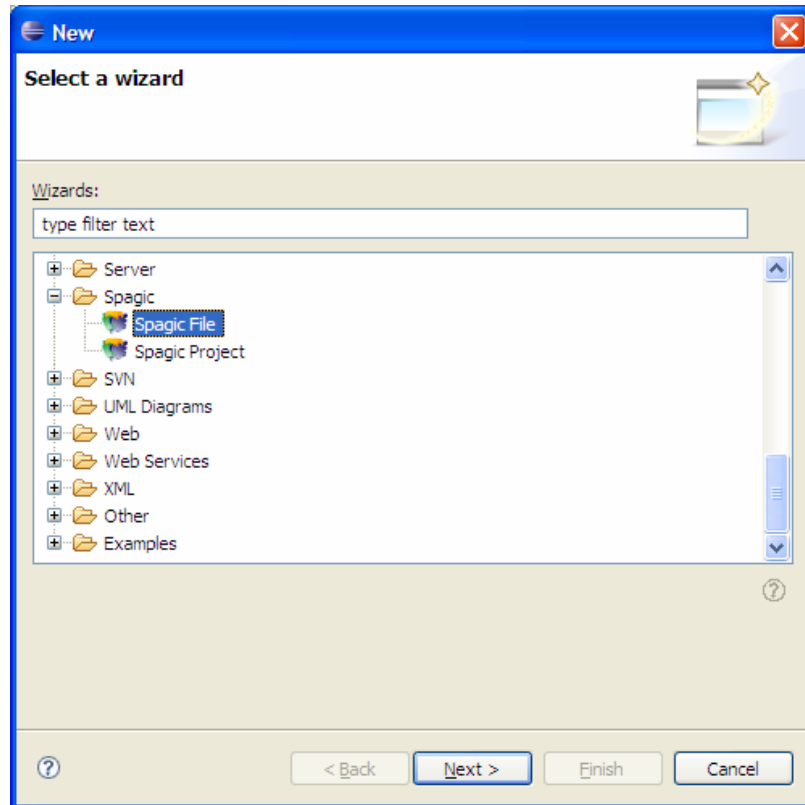 New
Select a wizard
Wizards:
type filter text
Server
Spagic
Spagic File
Spagic Project
SVN
UML Diagrams
Web
Web Services
XML
Other
Examples
?
? < Back Next > Finish Cancel